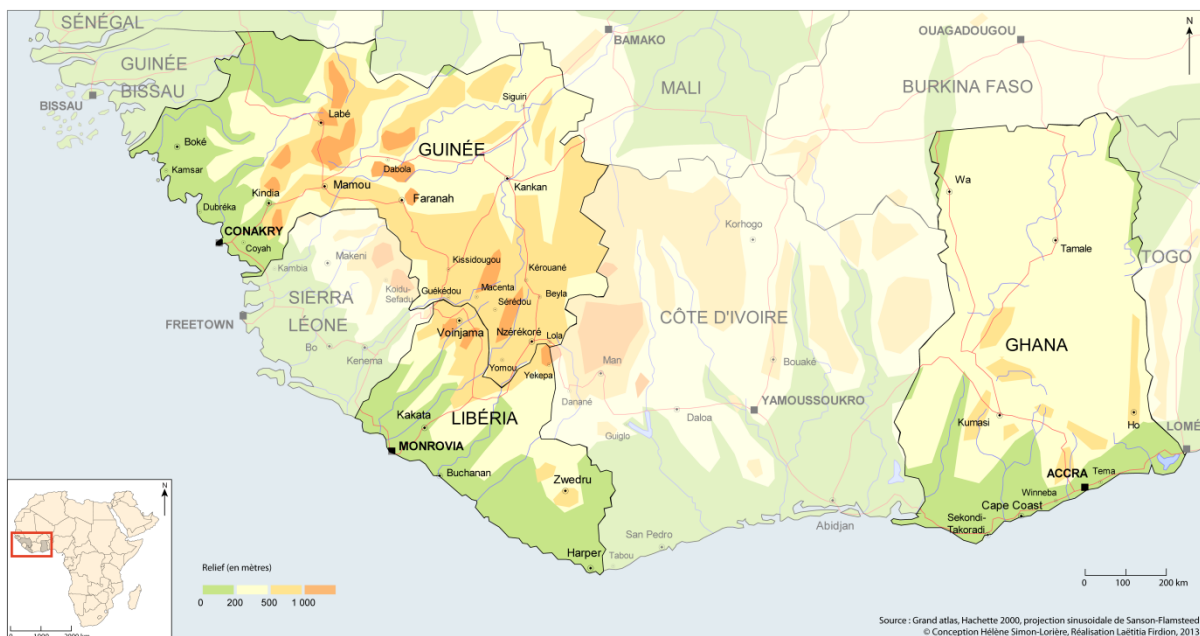 SÉNÉGAL
GUINÉE
BISSAU
BISSAU
BAMAKO
MALI
OUAGADOUGOU
BURKINA FASO
N
Labé
Siguiri
Boké
Kamsar
GUINÉE
Dabola
Kindia
Mamou
Faranah
Kankan
Dubréka
CONAKRY
Coyah
Kambia
Makeni
Koidu-
Sefadu
SIERRA
LÉONE
FREETOWN
Bo
Kenema
Kissidougou
Kérouané
Guékédou
Macenta
Beyla
Sérédou
Voinjama
Nzérékoré
Lola
Yomou
Yekepa
Kakata
LIBÉRIA
MONROVIA
Buchanan
Zwedru
Harper
Korhogo
CÔTE D'IVOIRE
Man
Bouaké
Danané
Daloa
YAMOUSSOUKRO
Guiglo
San Pedro
Tabou
Abidjan
Wa
Tamale
TOGO
GHANA
Kumasi
Ho
LOMÉ
ACCRA
Tema
Winneba
Cape Coast
Sekondi-
Takoradi
N
0 1000 2000 km
Relief (en mètres)
0 200 500 1 000
0 100 200 km
Source : Grand atlas, Hachette 2000, projection sinusoidale de Sanson-Flamsteed
© Conception Hélène Simon-Lorière, Réalisation Laëtitia Firdion, 2013